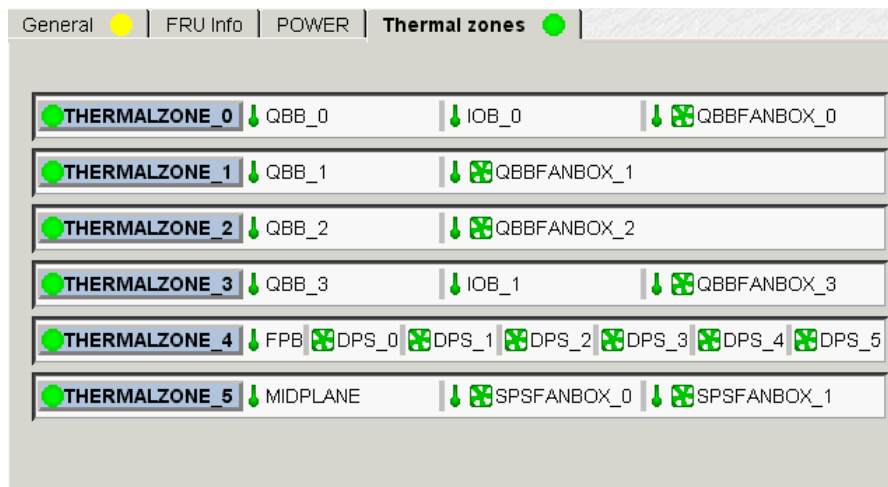 General FRU Info POWER Thermal zones
THERMALZONE_0 QBB_0 IOB_0 QBBFANBOX_0
THERMALZONE_1 QBB_1 QBBFANBOX_1
THERMALZONE_2 QBB_2 QBBFANBOX_2
THERMALZONE_3 QBB_3 IOB_1 QBBFANBOX_3
THERMALZONE_4 FPB DPS_0 DPS_1 DPS_2 DPS_3 DPS_4 DPS_5
THERMALZONE_5 MIDPLANE SPSFANBOX_0 SPSFANBOX_1